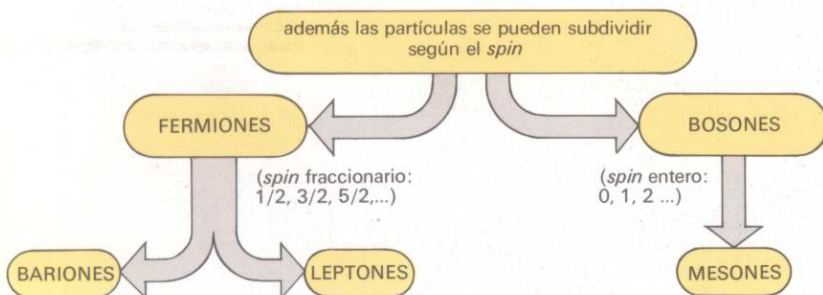 además las partículas se pueden subdividir
según el spin
FERMIONES
BOSONES
(spin fraccionario:
1/2, 3/2, 5/2,...)
(spin entero:
0, 1, 2 ...)
BARIONES
LEPTONES
MESONES